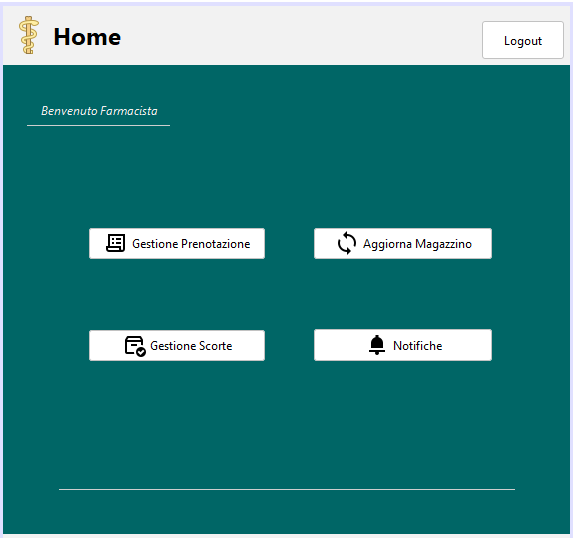 Home
Logout
Benvenuto Farmacista
Gestione Prenotazione
Aggiorna Magazzino
Gestione Scorte
Notifiche